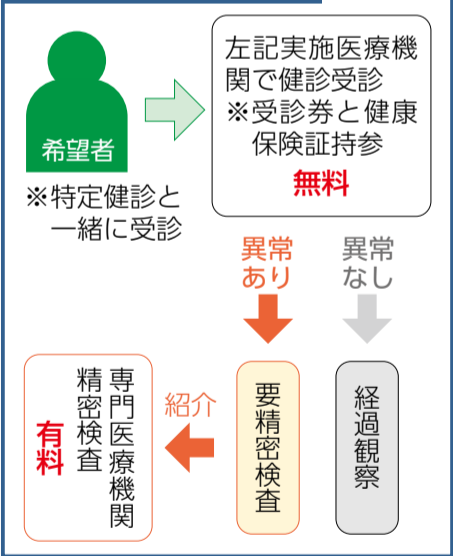 希望者
※特定健診と
一緒に受診
左記実施医療機
関で健診受診
※受診券と健康
保険証持参
無料
異常
あり
異常
なし
経過観察
要精密検査
紹介
専門医療機関
精密検査
有料